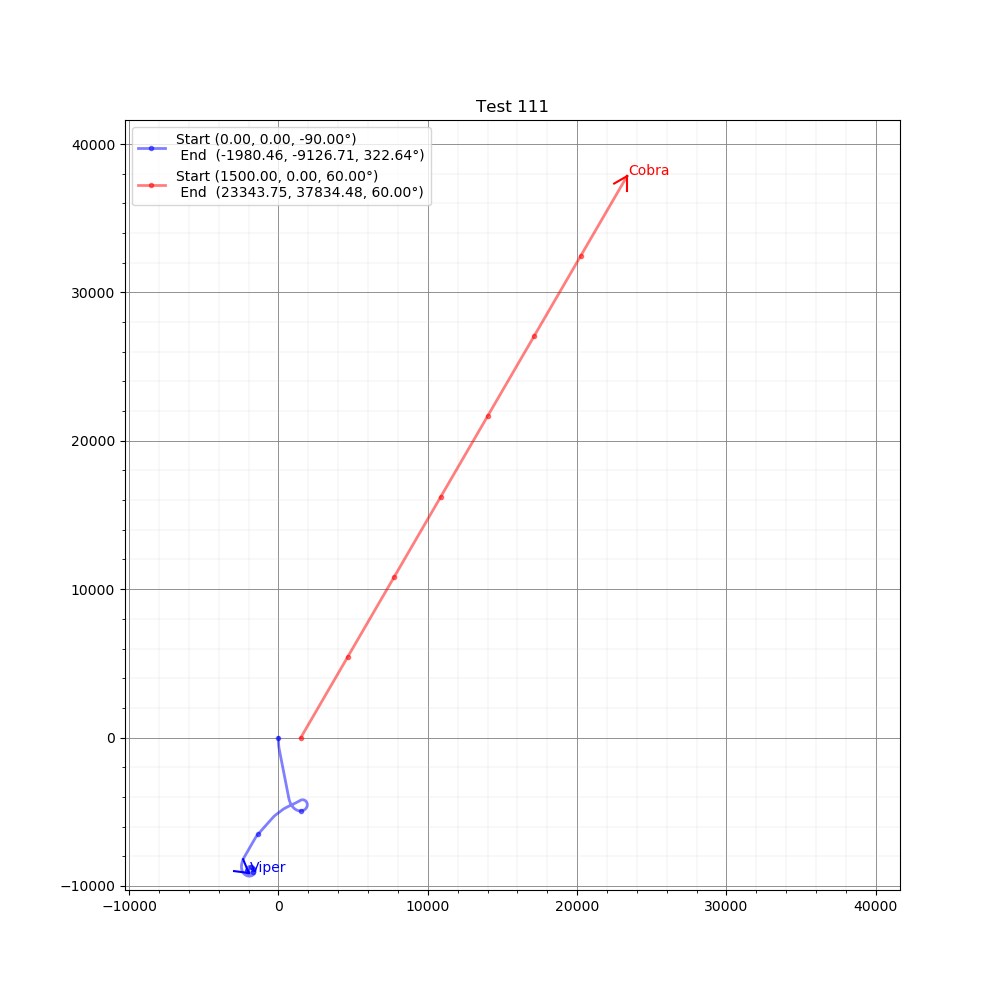 Test 111
Start (0.00, 0.00, -90.00°)
End (-1980.46, -9126.71, 322.64°)
Start (1500.00, 0.00, 60.00°)
End (23343.75, 37834.48, 60.00°)
Cobra
Viper
40000
30000
20000
10000
0
−10000
−10000
0
10000
20000
30000
40000